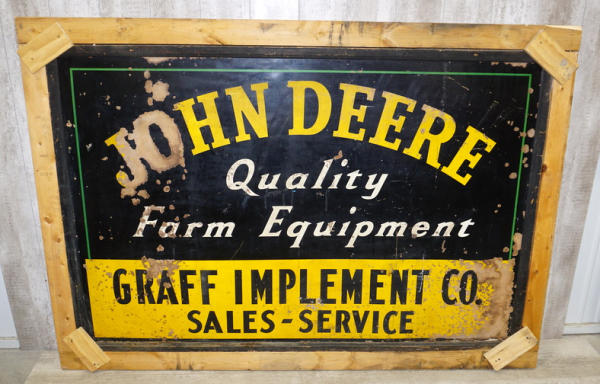 JOHN DEERE
Quality
Farm Equipment
GRAFF IMPLEMENT CO.
SALES-SERVICE